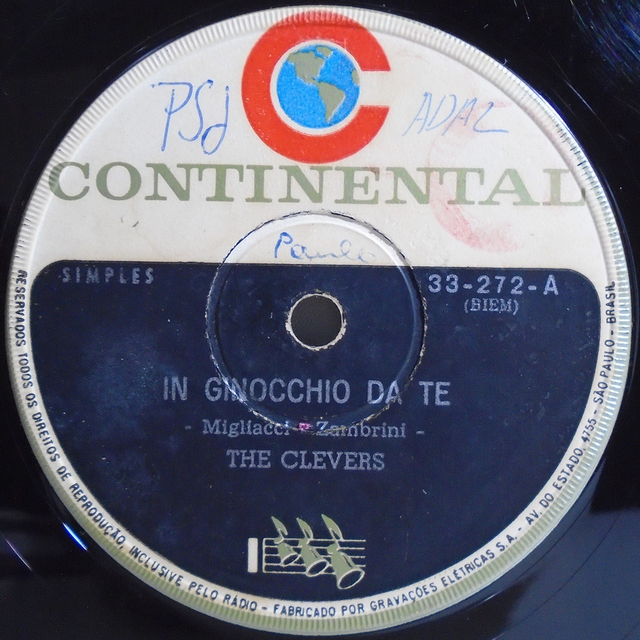 PSJ
ADAZ
CONTINENTAL
Paulo
SIMPLES
33-272-A
(BIEM)
IN GINOCCHIO DA TE
- Migliacci - Zambrini -
THE CLEVERS
RESERVADOS TODOS OS DIREITOS DE REPRODUÇÃO INCLUSIVE PELO RÁDIO - FABRICADO POR GRAVAÇÕES ELÉTRICAS S.A. - AV. DO ESTADO, 4755 - SÃO PAULO - BRASIL